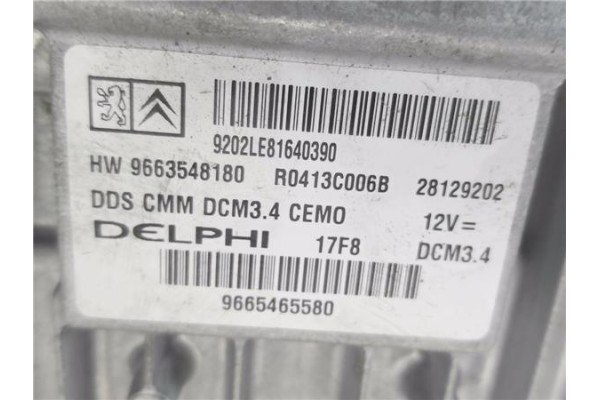 9202LE81640390
HW 9663548180 R0413C006B 28129202
DDS CMM DCM3.4 CEMO 12V=
DELPHI 17F8 DCM3.4
9665465580